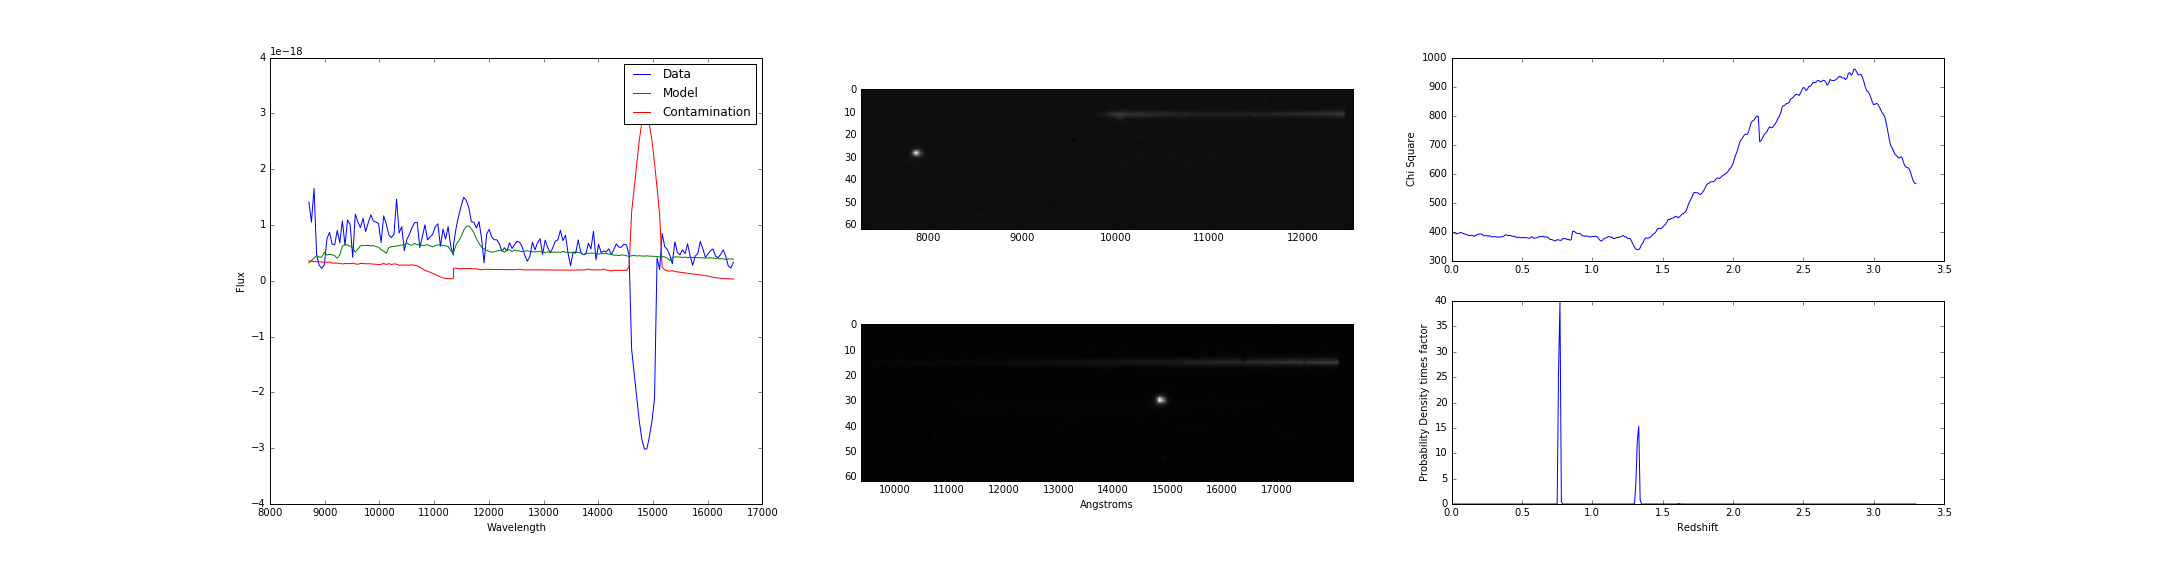 1e−18
4
3
2
1
0
−1
−2
−3
−4
Flux
8000 9000 10000 11000 12000 13000 14000 15000 16000 17000
Wavelength
Data
Model
Contamination
0
10
20
30
40
50
60
8000 9000 10000 11000 12000
0
10
20
30
40
50
60
10000 11000 12000 13000 14000 15000 16000 17000
Angstroms
1000
900
800
700
600
500
400
300
Chi Square
0.0 0.5 1.0 1.5 2.0 2.5 3.0 3.5
40
35
30
25
20
15
10
5
0
Probability Density times factor
0.0 0.5 1.0 1.5 2.0 2.5 3.0 3.5
Redshift